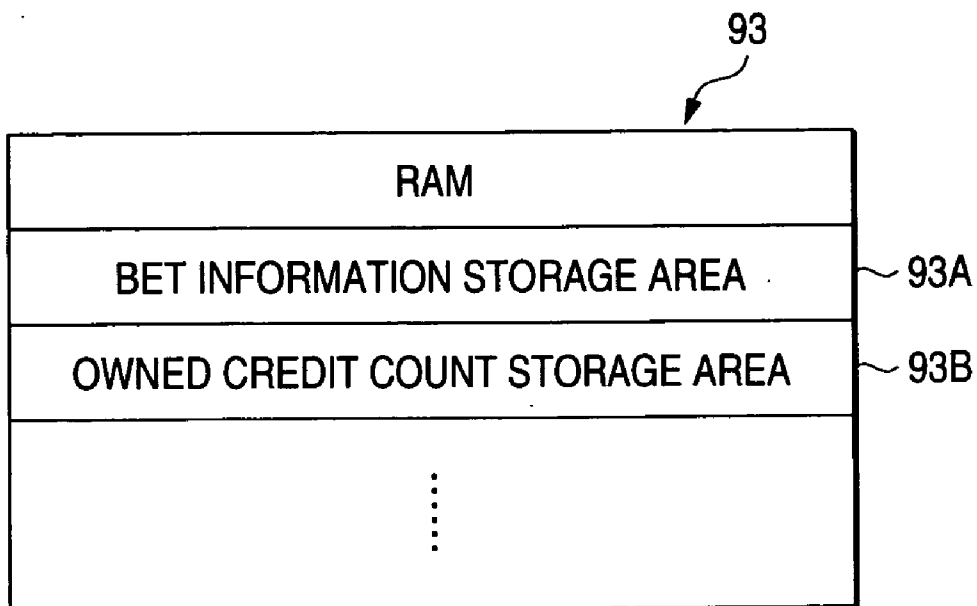 93
RAM
BET INFORMATION STORAGE AREA
93A
OWNED CREDIT COUNT STORAGE AREA
93B